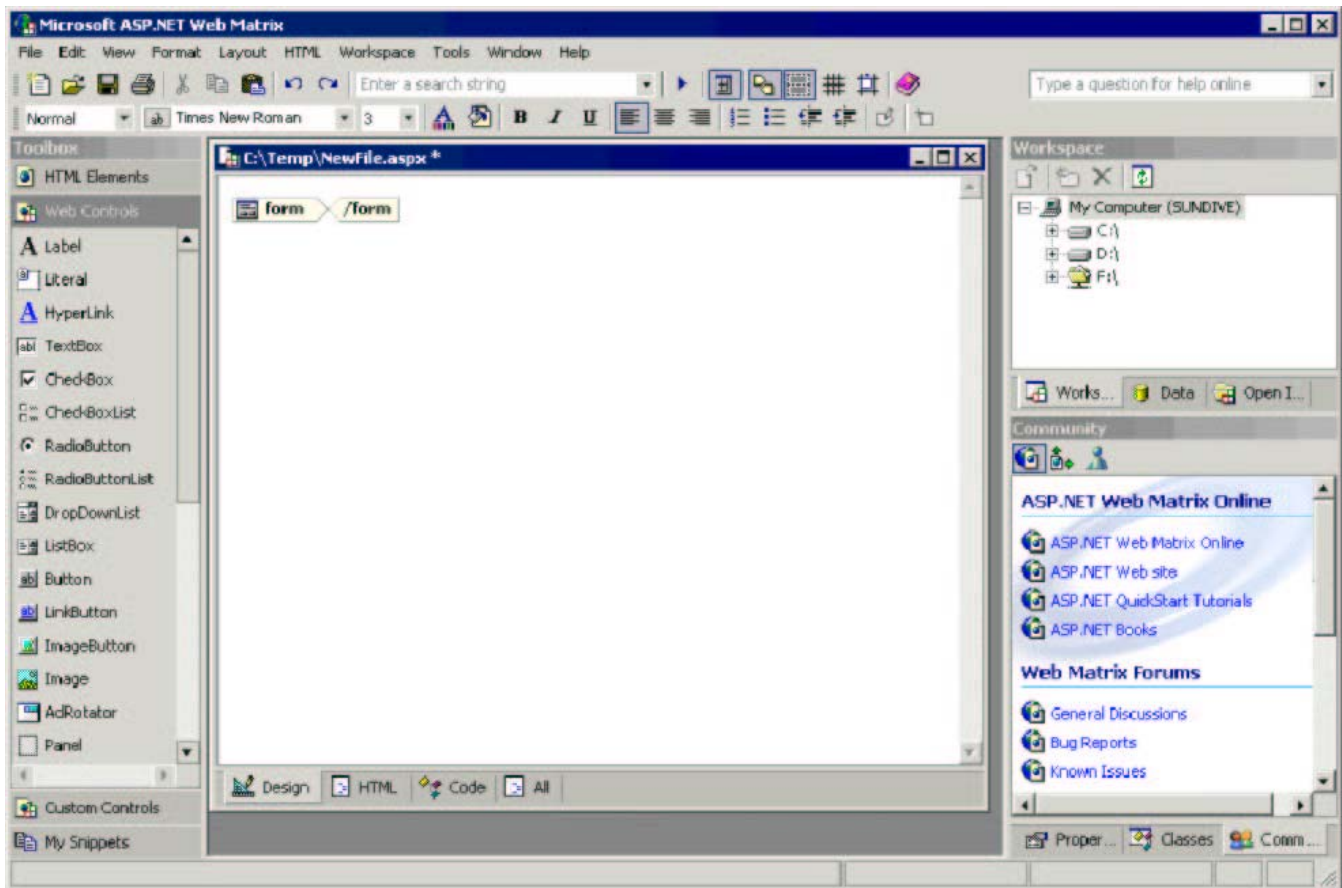 Microsoft ASP.NET Web Matrix
File Edit View Format Layout HTML Workspace Tools Window Help
Enter a search string
Type a question for help online
Normal
ab
Times New Roman
3
B I U
Toolbox
HTML Elements
Web Controls
A Label
Literal
A HyperLink
abl TextBox
CheckBox
CheckBoxList
RadioButton
RadioButtonList
DropDownList
ListBox
ab Button
ab LinkButton
ImageButton
Image
AdRotator
Panel
Custom Controls
My Snippets
C:\Temp\NewFile.aspx *
form /form
Design HTML Code All
Workspace
My Computer (SUNDIVE)
C:\
D:\
F:\
Works... Data Open I...
Community
ASP.NET Web Matrix Online
ASP.NET Web Matrix Online
ASP.NET Web site
ASP.NET QuickStart Tutorials
ASP.NET Books
Web Matrix Forums
General Discussions
Bug Reports
Known Issues
Proper... Classes Comm...